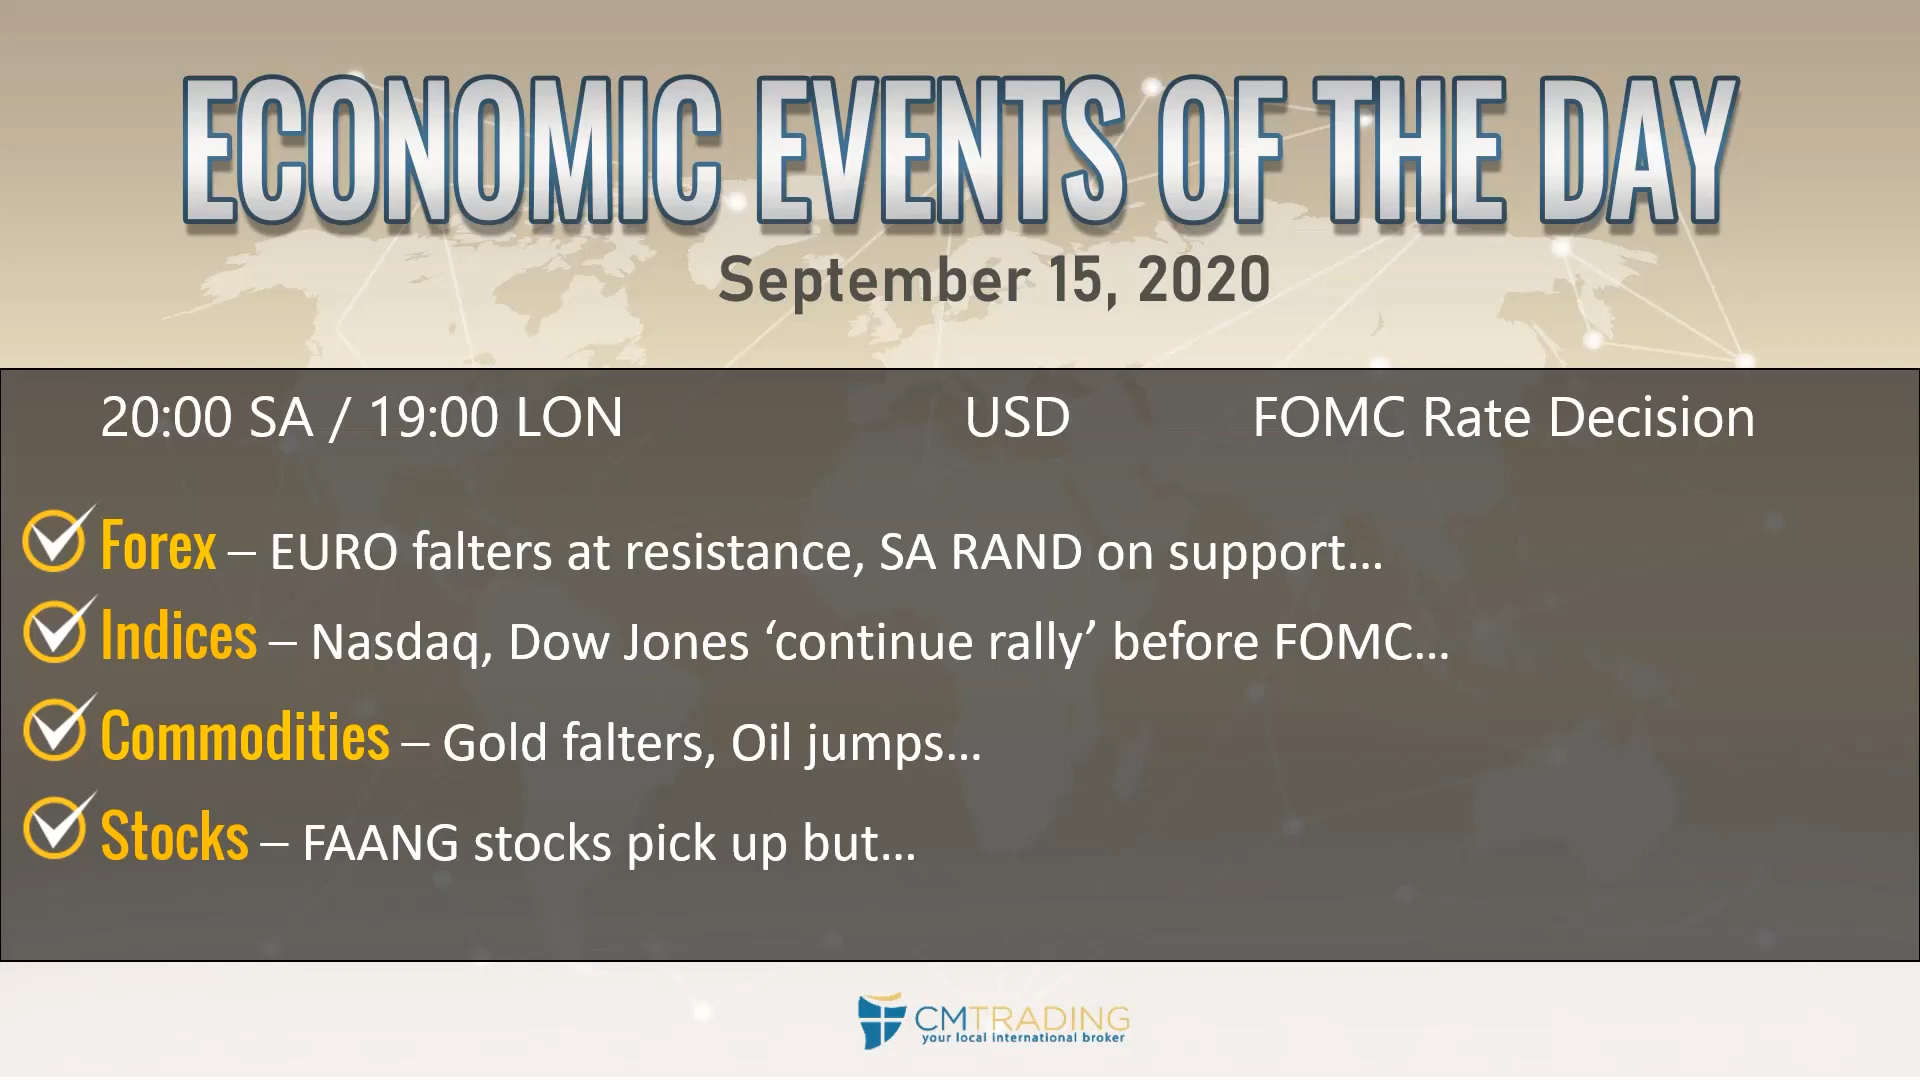 ECONOMIC EVENTS OF THE DAY
September 15, 2020
20:00 SA / 19:00 LON USD FOMC Rate Decision
Forex – EURO falters at resistance, SA RAND on support...
Indices – Nasdaq, Dow Jones ‘continue rally’ before FOMC...
Commodities – Gold falters, Oil jumps...
Stocks – FAANG stocks pick up but...
CMTRADING
your local international broker